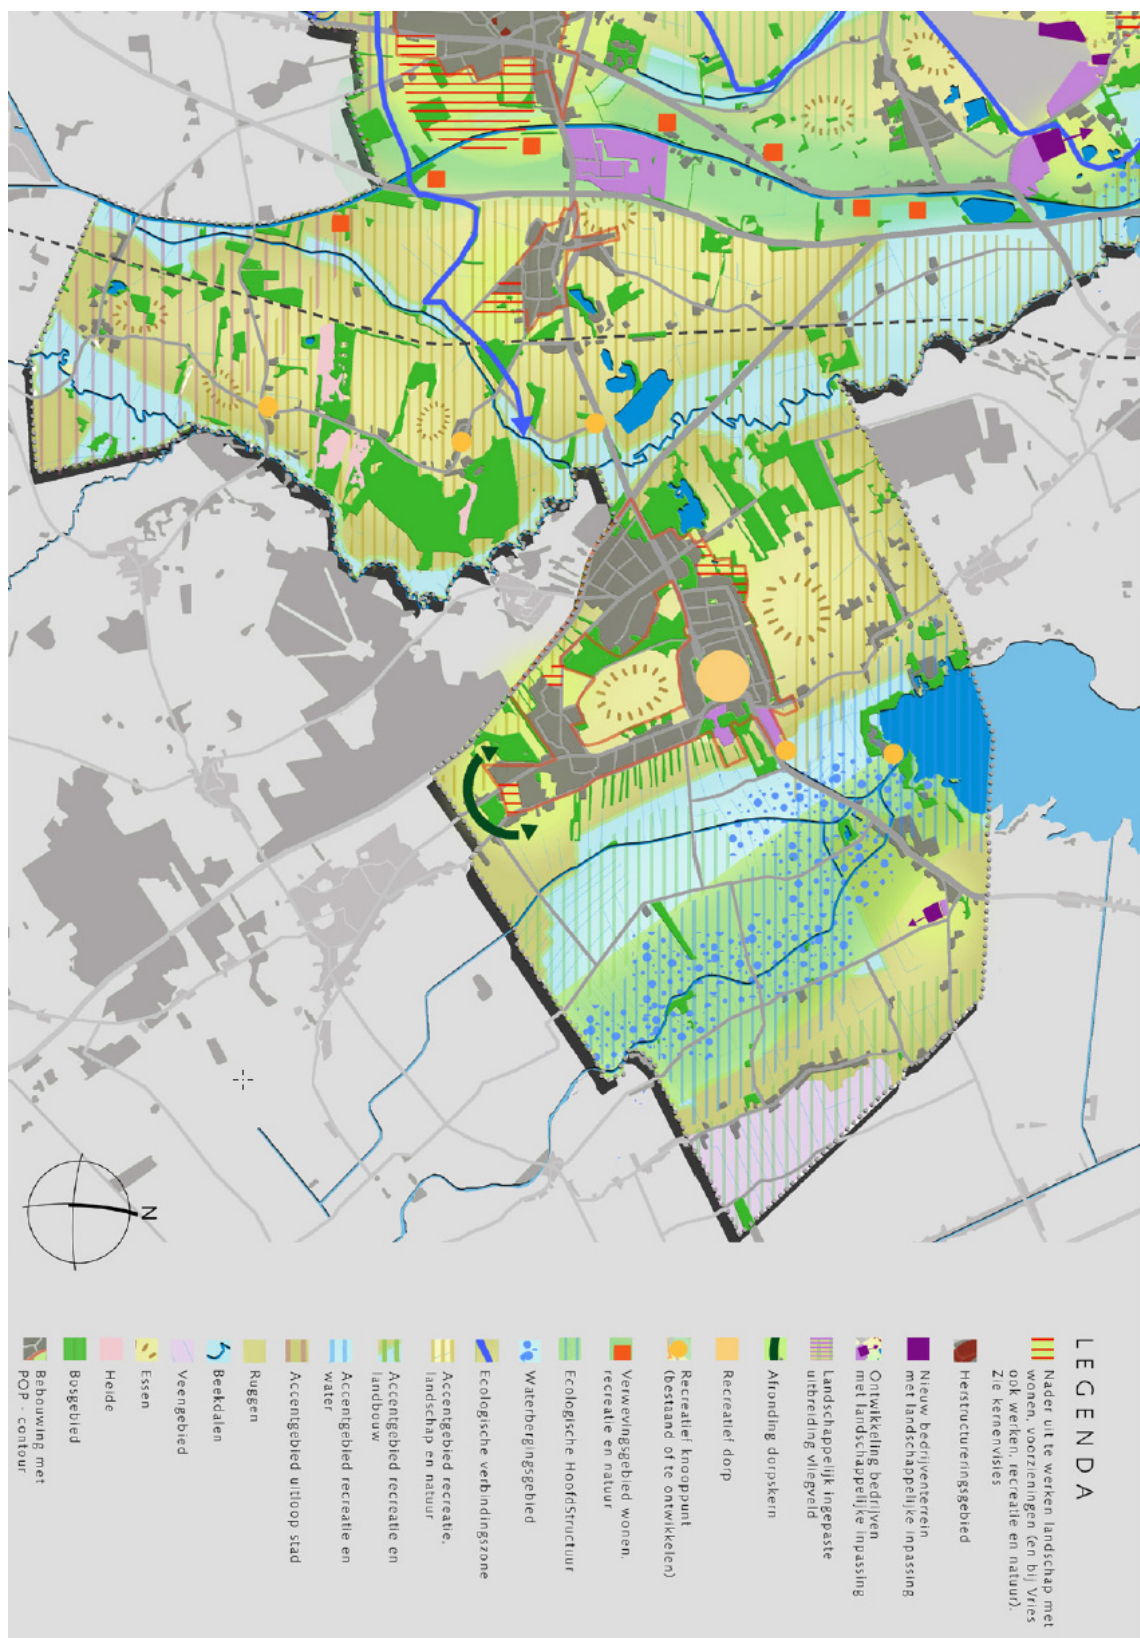 N
LEGENDA
Nader uit te werken landschap met
wonen, voorzieningen (en bij Vries
ook werken, recreatie en natuur).
Zie kernenvisies
Herstructureringsgebied
Nieuw bedrijventerrein
met landschappelijke inpassing
Ontwikkeling bedrijven
met landschappelijke inpassing
Landschappelijk ingepaste
uitbreiding vliegveld
Afronding dorpskern
Recreatief dorp
Recreatief knooppunt
(bestaand of te ontwikkelen)
Verwevingsgebied wonen,
recreatie en natuur
Ecologische HoofdStructuur
Waterbergingsgebied
Ecologische verbindingszone
Accentgebied recreatie,
landschap en natuur
Accentgebied recreatie en
landbouw
Accentgebied recreatie en
water
Accentgebied uitloop stad
Ruggen
Beekdalen
Veengebied
Essen
Heide
Bosgebied
Bebouwing met
POP - contour